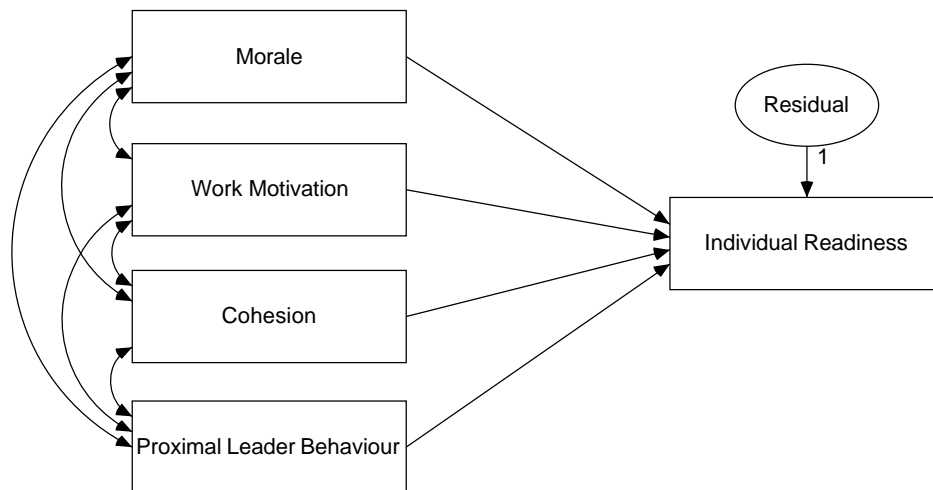 Morale
Residual
1
Work Motivation
Individual Readiness
Cohesion
Proximal Leader Behaviour